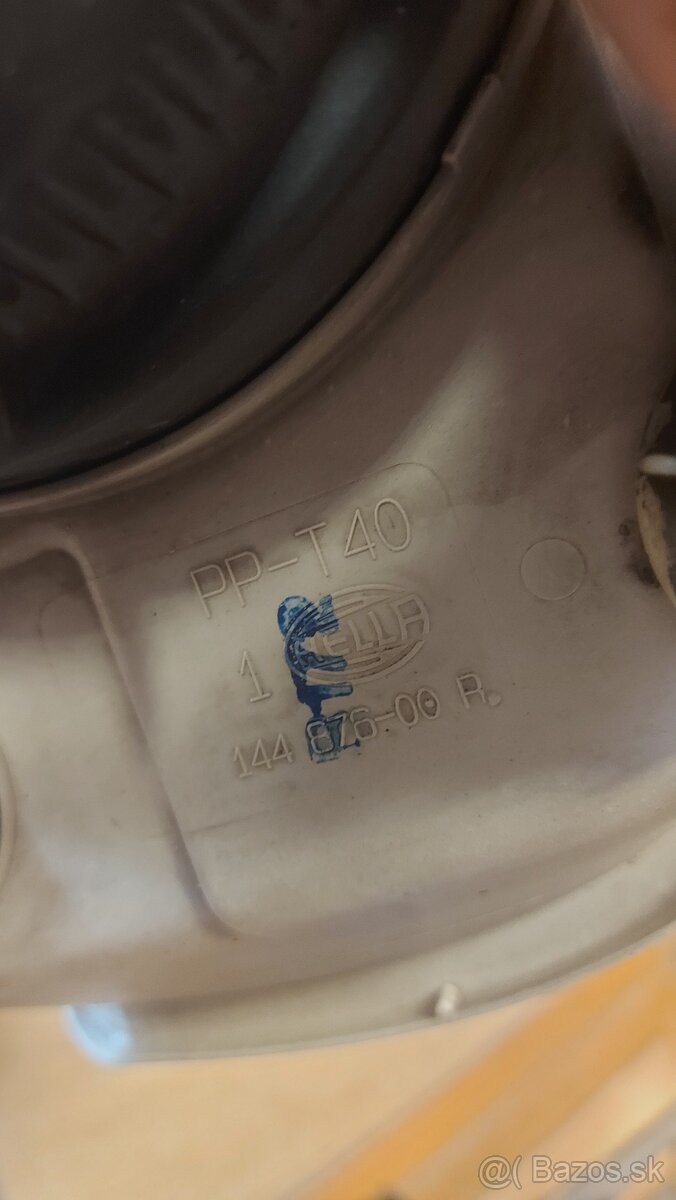 PP-T40
1 HELLA
144 876-00 R.
@( Bazos.sk